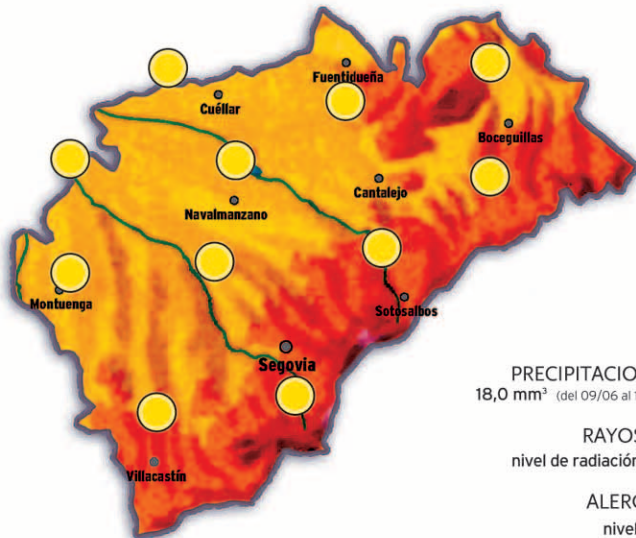 Fuentidueña
Cuéllar
Boceguillas
Cantalejo
Navalmanzano
Montuenga
Sotosalbos
Segovia
Villacastín
18,0 mm³ (del 09/06 al
nivel de radiación
nivel